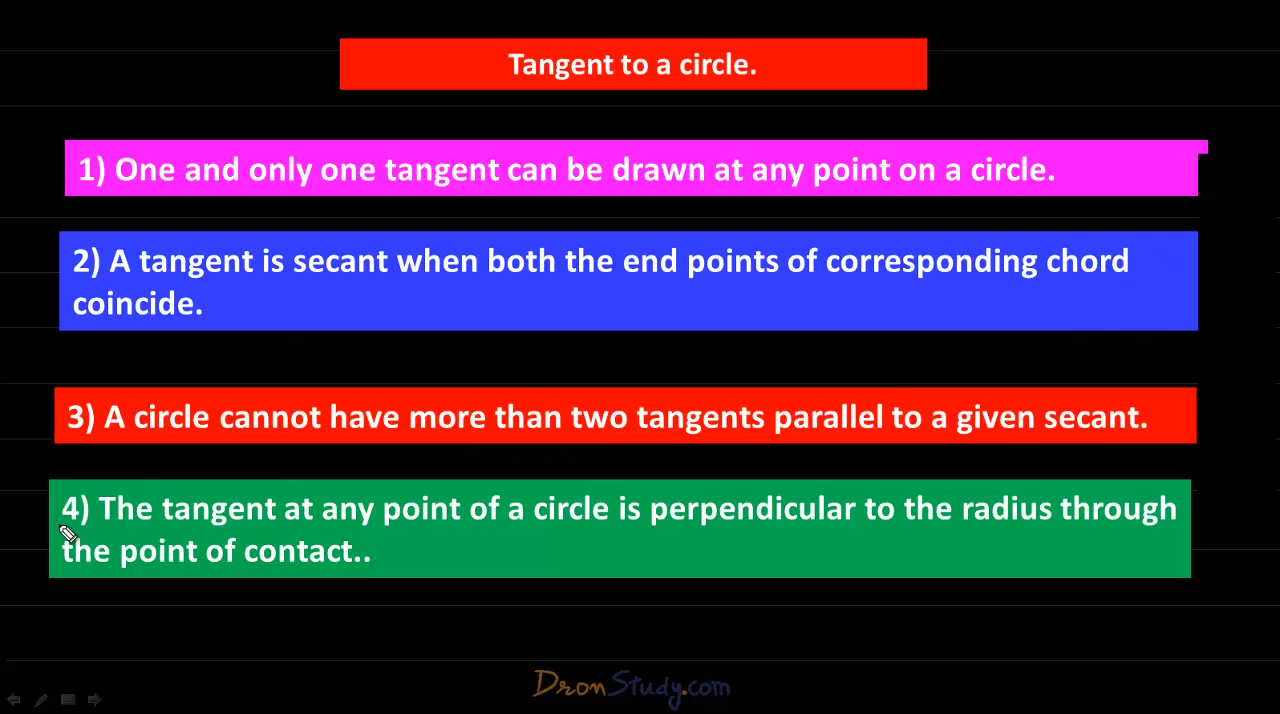 Tangent to a circle.
1) One and only one tangent can be drawn at any point on a circle.
2) A tangent is secant when both the end points of corresponding chord
coincide.
3) A circle cannot have more than two tangents parallel to a given secant.
4) The tangent at any point of a circle is perpendicular to the radius through
the point of contact..
DronStudy.com